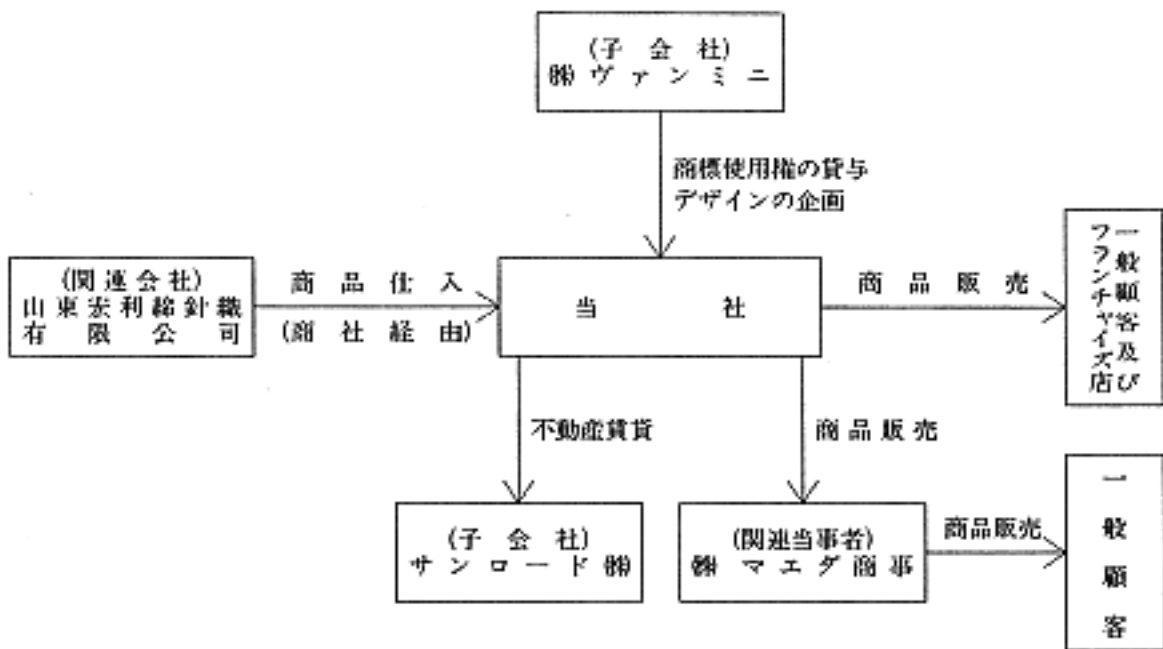 (子会社)
㈱ヴァンミニ
商標使用権の貸与
デザインの企画
(関連会社)
山東宏利綿針織
有限公司
商品仕入
(商社経由)
当社
商品販売
一般顧客及び
フランチャイズ店
不動産賃貸
商品販売
(子会社)
サンロード㈱
(関連当事者)
㈱マエダ商事
商品販売
一般顧客